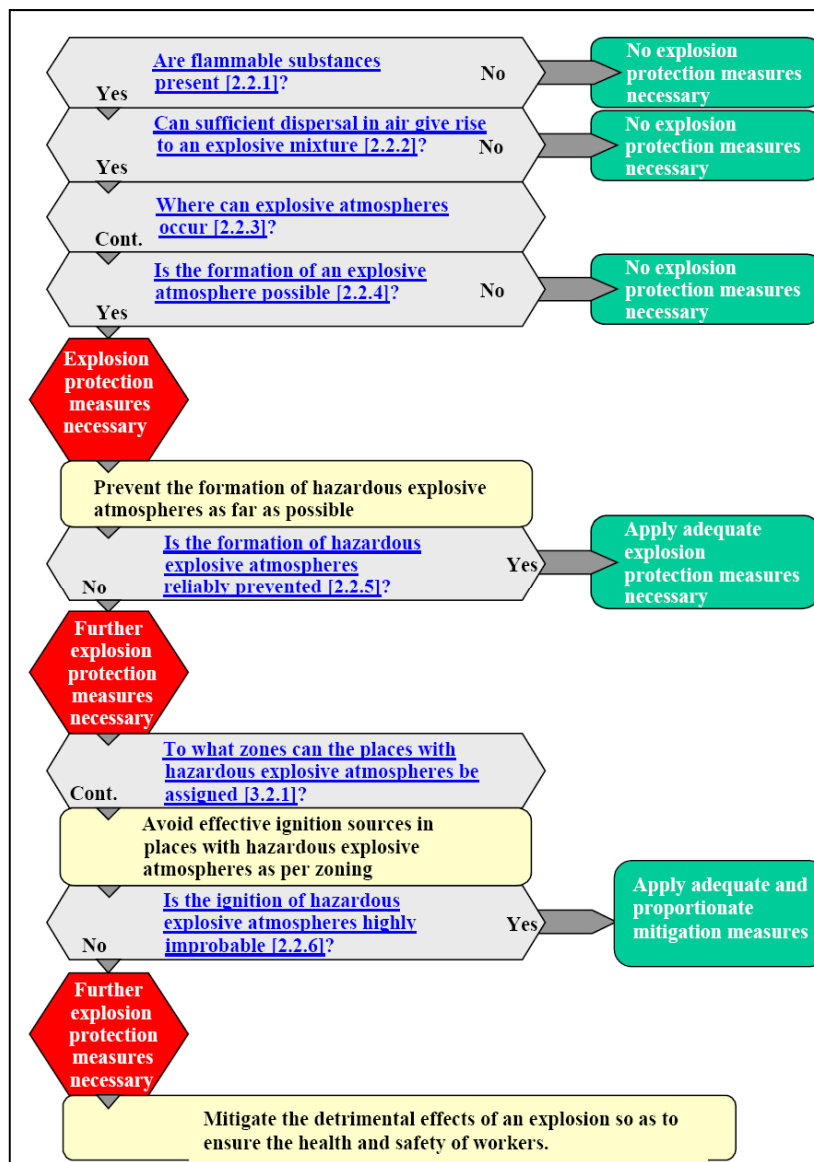 Are flammable substances
present [2.2.1]?
No
Yes
No explosion
protection measures
necessary
Can sufficient dispersal in air give rise
to an explosive mixture [2.2.2]?
No
Yes
No explosion
protection measures
necessary
Where can explosive atmospheres
occur [2.2.3]?
Cont.
Is the formation of an explosive
atmosphere possible [2.2.4]?
No
Yes
No explosion
protection measures
necessary
Explosion
protection
measures
necessary
Prevent the formation of hazardous explosive
atmospheres as far as possible
Is the formation of hazardous
explosive atmospheres
reliably prevented [2.2.5]?
Yes
No
Apply adequate
explosion
protection measures
necessary
Further
explosion
protection
measures
necessary
To what zones can the places with
hazardous explosive atmospheres be
assigned [3.2.1]?
Cont.
Avoid effective ignition sources in
places with hazardous explosive
atmospheres as per zoning
Is the ignition of hazardous
explosive atmospheres highly
improbable [2.2.6]?
Yes
No
Apply adequate and
proportionate
mitigation measures
Further
explosion
protection
measures
necessary
Mitigate the detrimental effects of an explosion so as to
ensure the health and safety of workers.